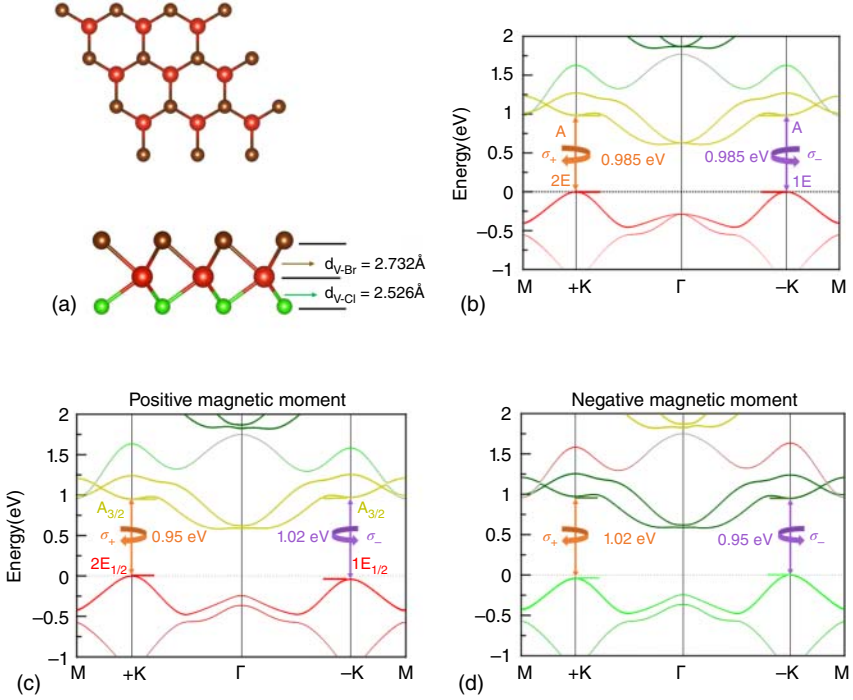 d_V-Br = 2.732Å
d_V-Cl = 2.526Å
(a)
2
1.5
1
0.5
0
−0.5
−1
Energy(eV)
A
σ+
0.985 eV
2E
A
0.985 eV
σ−
1E
M
+K
Γ
−K
M
(b)
Positive magnetic moment
2
1.5
1
0.5
0
−0.5
−1
Energy(eV)
A3/2
σ+
0.95 eV
2E1/2
A3/2
1.02 eV
σ−
1E1/2
M
+K
Γ
−K
M
(c)
Negative magnetic moment
2
1.5
1
0.5
0
−0.5
−1
Energy(eV)
σ+
1.02 eV
0.95 eV
σ−
M
+K
Γ
−K
M
(d)